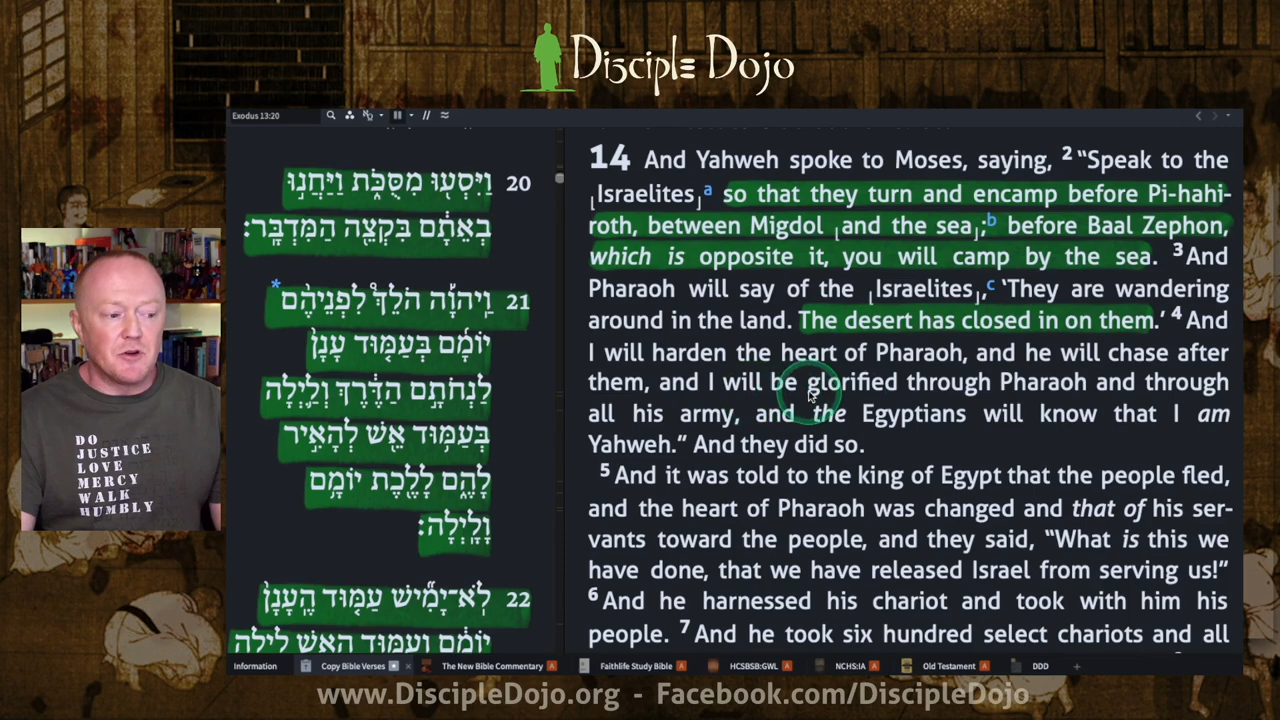 Disciple Dojo
Exodus 13:20
20 וַיִּסְע֖וּ מִסֻּכֹּ֑ת וַיַּחֲנ֣וּ
בְאֵתָ֔ם בִּקְצֵ֖ה הַמִּדְבָּֽר׃
* 21 וַֽיהוָ֡ה הֹלֵךְ֩ לִפְנֵיהֶ֨ם
יוֹמָ֜ם בְּעַמּ֤וּד עָנָן֙
לַנְחֹתָ֣ם הַדֶּ֔רֶךְ וְלַ֛יְלָה
בְּעַמּ֥וּד אֵ֖שׁ לְהָאִ֣יר
לָהֶ֑ם לָלֶ֖כֶת יוֹמָ֥ם
וָלָֽיְלָה׃
22 לֹֽא־יָמִ֞ישׁ עַמּ֤וּד הֶֽעָנָן֙
יוֹמָ֔ם וְעַמּ֥וּד הָאֵ֖שׁ לָ֑יְלָה
14 And Yahweh spoke to Moses, saying, 2 “Speak to the
⌊Israelites⌋a so that they turn and encamp before Pi-hahi-
roth, between Migdol ⌊and the sea⌋;b before Baal Zephon,
which is opposite it, you will camp by the sea. 3 And
Pharaoh will say of the ⌊Israelites⌋,c ‘They are wandering
around in the land. The desert has closed in on them.’ 4 And
I will harden the heart of Pharaoh, and he will chase after
them, and I will be glorified through Pharaoh and through
all his army, and the Egyptians will know that I am
Yahweh.” And they did so.
5 And it was told to the king of Egypt that the people fled,
and the heart of Pharaoh was changed and that of his ser-
vants toward the people, and they said, “What is this we
have done, that we have released Israel from serving us!”
6 And he harnessed his chariot and took with him his
people. 7 And he took six hundred select chariots and all
DO
JUSTICE
LOVE
MERCY
WALK
HUMBLY
Information Copy Bible Verses The New Bible Commentary A Faithlife Study Bible A HCSBSB:GWL A NCHS:IA A Old Testament A DDD
www.DiscipleDojo.org - Facebook.com/DiscipleDojo